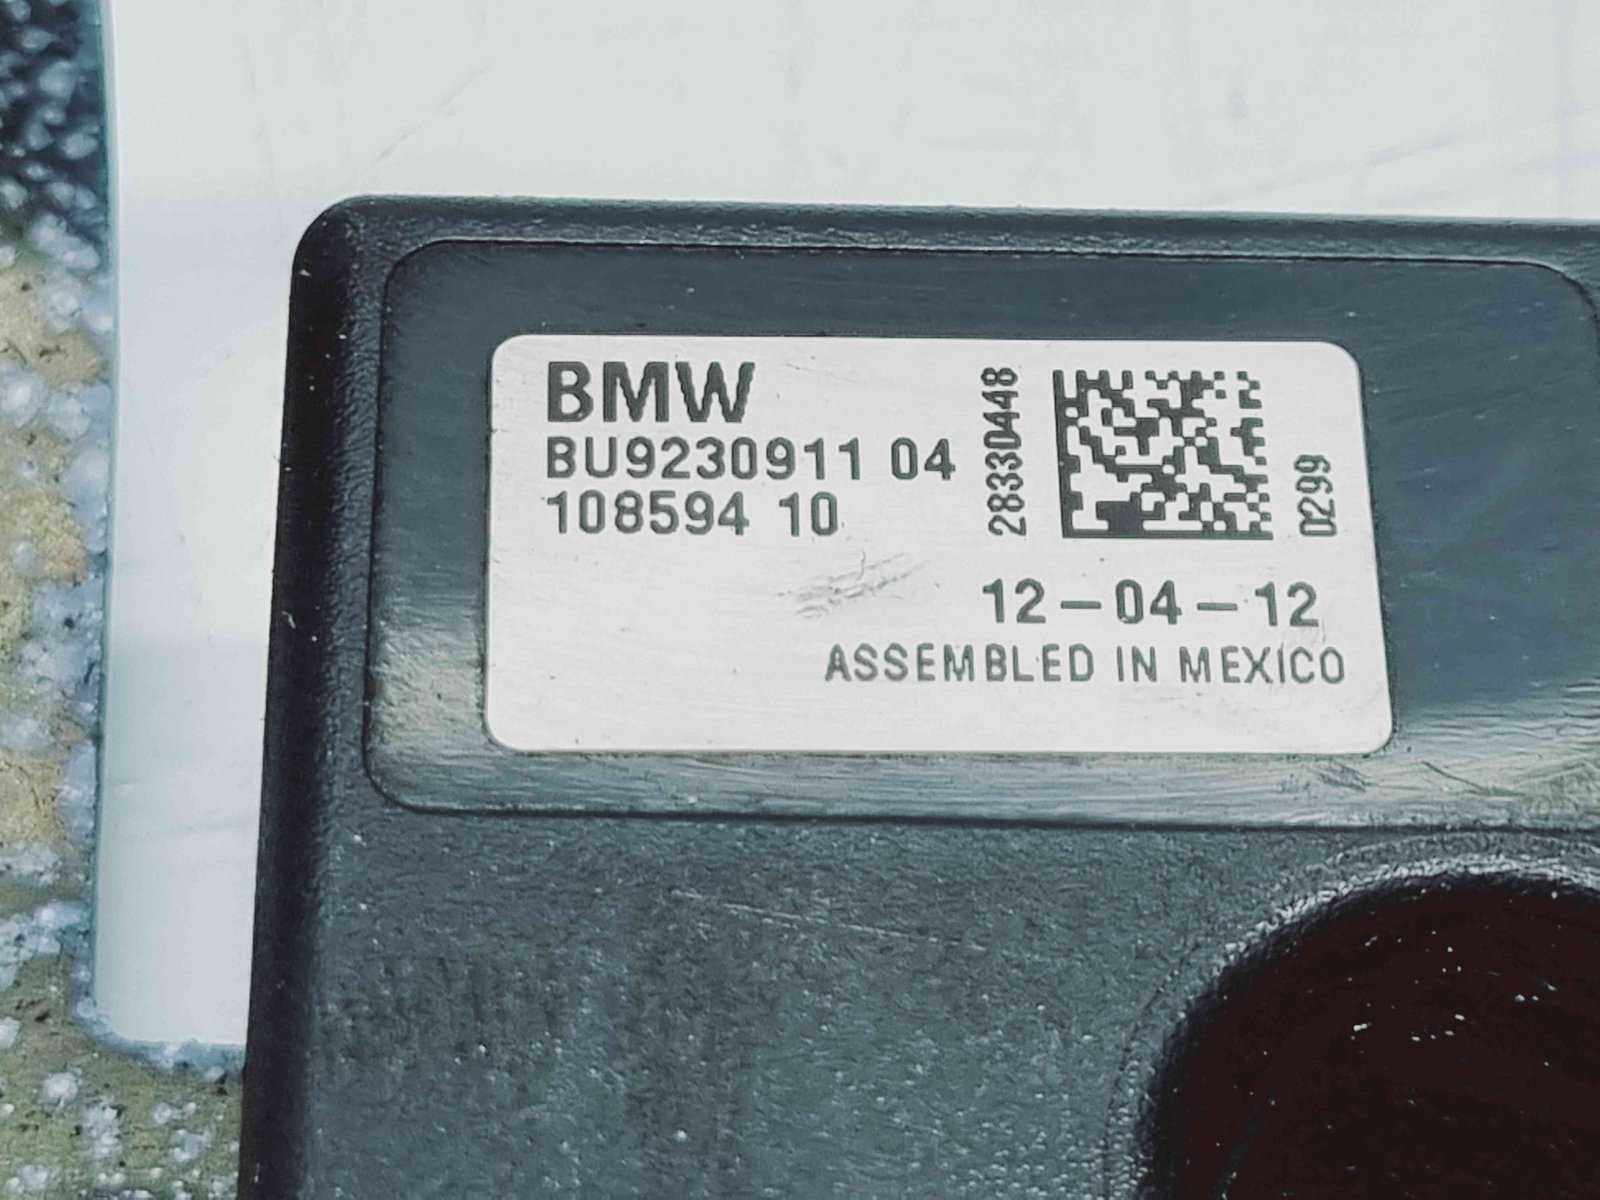 BMW
BU9230911 04
108594 10
28330448
0299
12-04-12
ASSEMBLED IN MEXICO